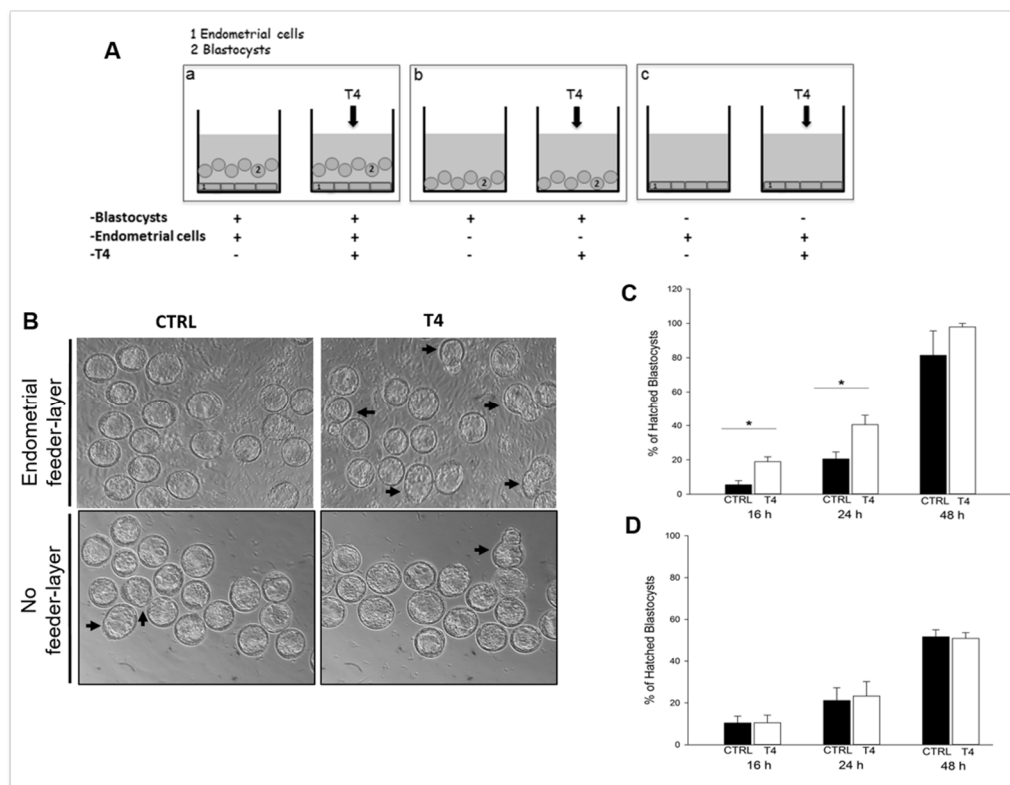 A
1 Endometrial cells
2 Blastocysts
a
b
c
T4
T4
T4
2
2
2
2
1
1
1
1
-Blastocysts + + + + - -
-Endometrial cells + + - - + +
-T4 - + - + - +
B
CTRL
T4
Endometrial
feeder-layer
No
feeder-layer
C
% of Hatched Blastocysts
120
100
80
60
40
20
0
*
*
CTRL T4 CTRL T4 CTRL T4
16 h 24 h 48 h
D
% of Hatched Blastocysts
100
80
60
40
20
0
CTRL T4 CTRL T4 CTRL T4
16 h 24 h 48 h